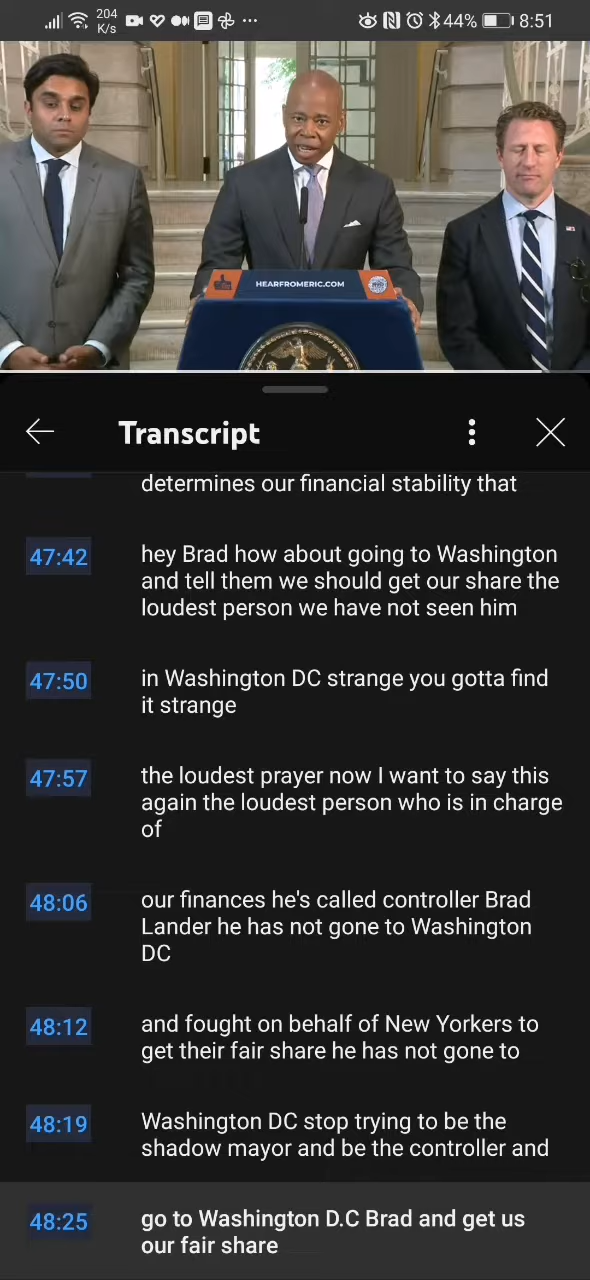 204
K/s
44%
8:51
HEARFROMERIC.COM
Transcript
determines our financial stability that
47:42
hey Brad how about going to Washington
and tell them we should get our share the
loudest person we have not seen him
47:50
in Washington DC strange you gotta find
it strange
47:57
the loudest prayer now I want to say this
again the loudest person who is in charge
of
48:06
our finances he's called controller Brad
Lander he has not gone to Washington
DC
48:12
and fought on behalf of New Yorkers to
get their fair share he has not gone to
48:19
Washington DC stop trying to be the
shadow mayor and be the controller and
48:25
go to Washington D.C Brad and get us
our fair share